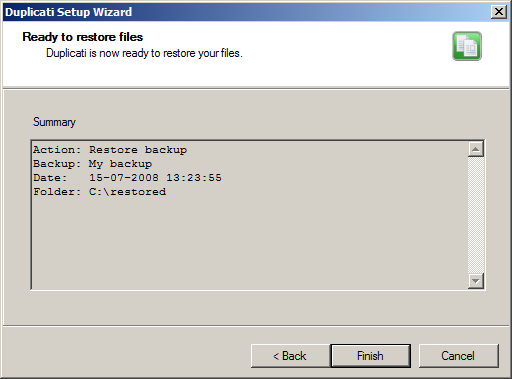 Duplicati Setup Wizard
Ready to restore files
Duplicati is now ready to restore your files.
Summary
Action: Restore backup
Backup: My backup
Date:   15-07-2008 13:23:55
Folder: C:\restored
< Back
Finish
Cancel